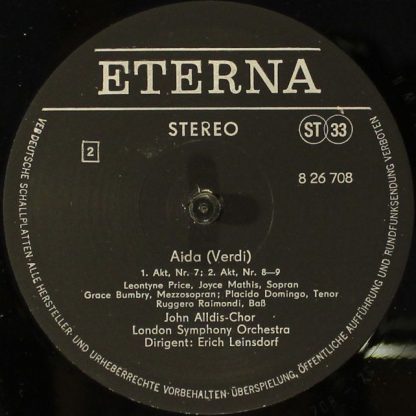 ETERNA
STEREO
ST 33
2
8 26 708
Aida (Verdi)
1. Akt, Nr. 7; 2. Akt, Nr. 8—9
Leontyne Price, Joyce Mathis, Sopran
Grace Bumbry, Mezzosopran; Placido Domingo, Tenor
Ruggero Raimondi, Baß
John Alldis-Chor
London Symphony Orchestra
Dirigent: Erich Leinsdorf
VEB DEUTSCHE SCHALLPLATTEN · ALLE HERSTELLER- UND URHEBERRECHTE VORBEHALTEN · ÜBERSPIELUNG, ÖFFENTLICHE AUFFÜHRUNG UND RUNDFUNKSENDUNG VERBOTEN